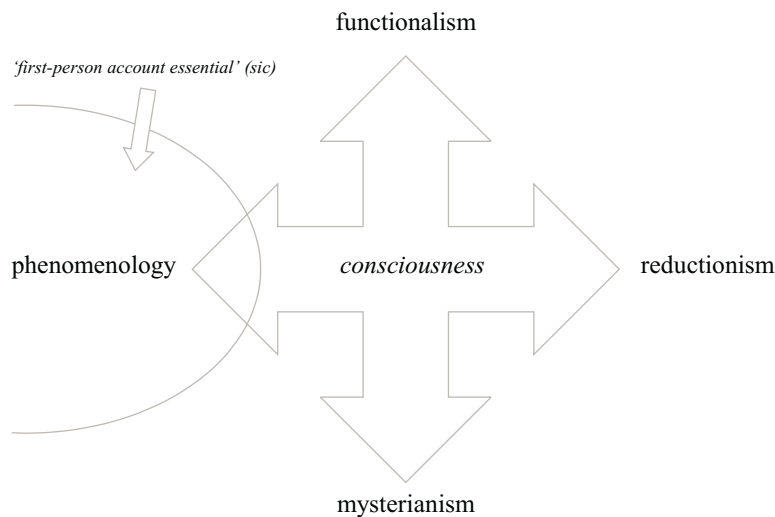 functionalism
‘first-person account essential’ (sic)
phenomenology
consciousness
reductionism
mysterianism